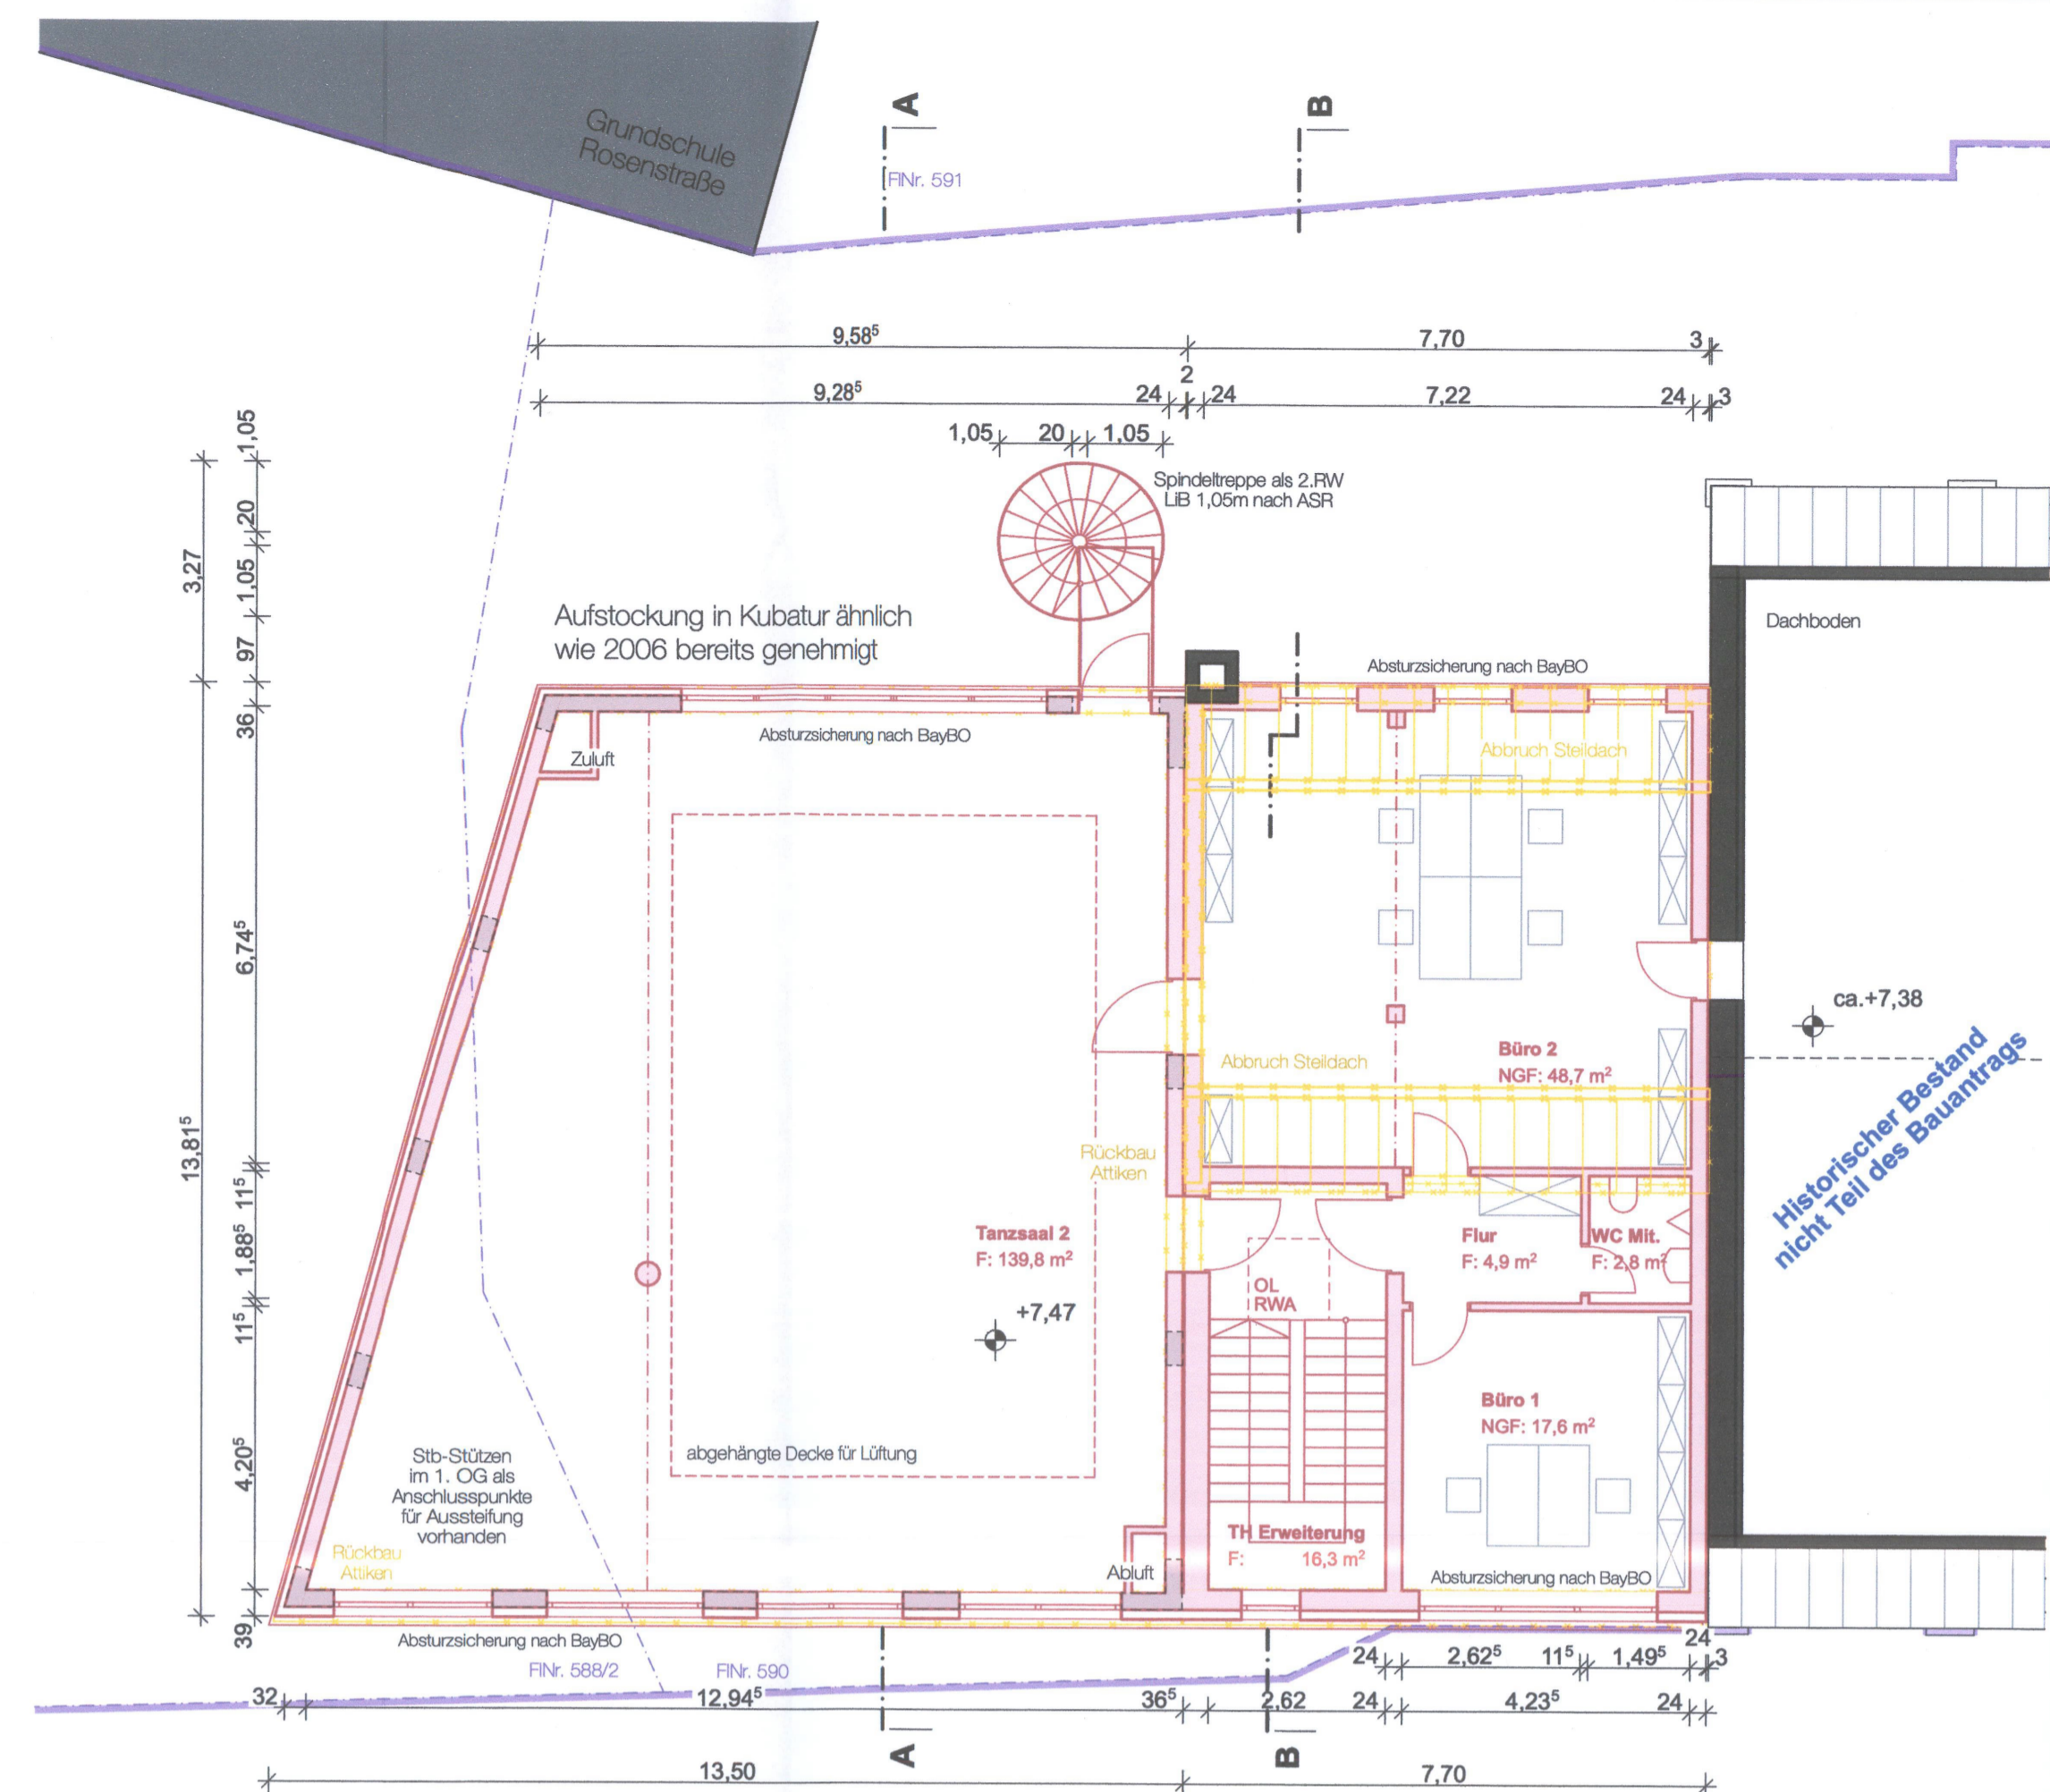 Grundschule
Rosenstraße
A
B
FlNr. 591
9,58⁵
7,70
3
2
9,28⁵
24
24
7,22
24
3
1,05
20
1,05
Spindeltreppe als 2.RW
LiB 1,05m nach ASR
1,05
20
1,05
97
36
3,27
6,74⁵
11⁵
1,88⁵
11⁵
4,20⁵
39
13,81⁵
Aufstockung in Kubatur ähnlich
wie 2006 bereits genehmigt
Absturzsicherung nach BayBO
Absturzsicherung nach BayBO
Zuluft
Abbruch Steildach
Dachboden
ca.+7,38
Historischer Bestand
nicht Teil des Bauantrags
Büro 2
NGF: 48,7 m²
Abbruch Steildach
Rückbau
Attiken
Tanzsaal 2
F: 139,8 m²
+7,47
Flur
F: 4,9 m²
WC Mit.
F: 2,8 m²
OL
RWA
Büro 1
NGF: 17,6 m²
abgehängte Decke für Lüftung
Stb-Stützen
im 1. OG als
Anschlusspunkte
für Aussteifung
vorhanden
Rückbau
Attiken
TH Erweiterung
F: 16,3 m²
Abluft
Absturzsicherung nach BayBO
Absturzsicherung nach BayBO
FlNr. 588/2
FlNr. 590
24
2,62⁵
11⁵
1,49⁵
24
3
32
12,94⁵
36⁵
2,62
24
4,23⁵
24
A
B
13,50
7,70